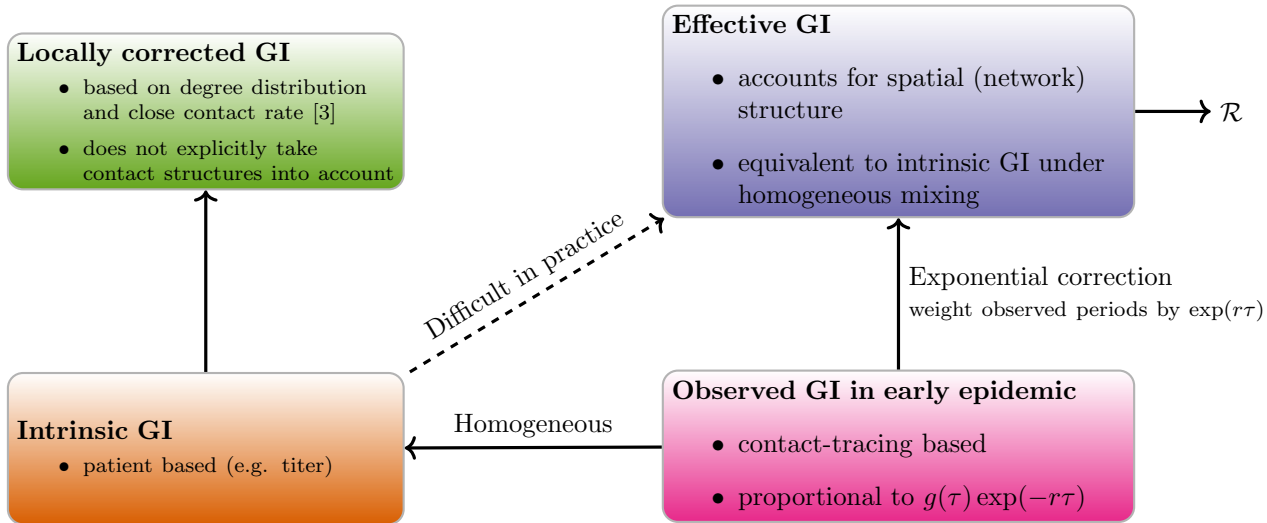 Locally corrected GI
• based on degree distribution
and close contact rate [3]
• does not explicitly take
contact structures into account
Effective GI
• accounts for spatial (network)
structure
• equivalent to intrinsic GI under
homogeneous mixing
ℛ
Difficult in practice
Exponential correction
weight observed periods by exp(rτ)
Intrinsic GI
• patient based (e.g. titer)
Homogeneous
Observed GI in early epidemic
• contact-tracing based
• proportional to g(τ) exp(−rτ)